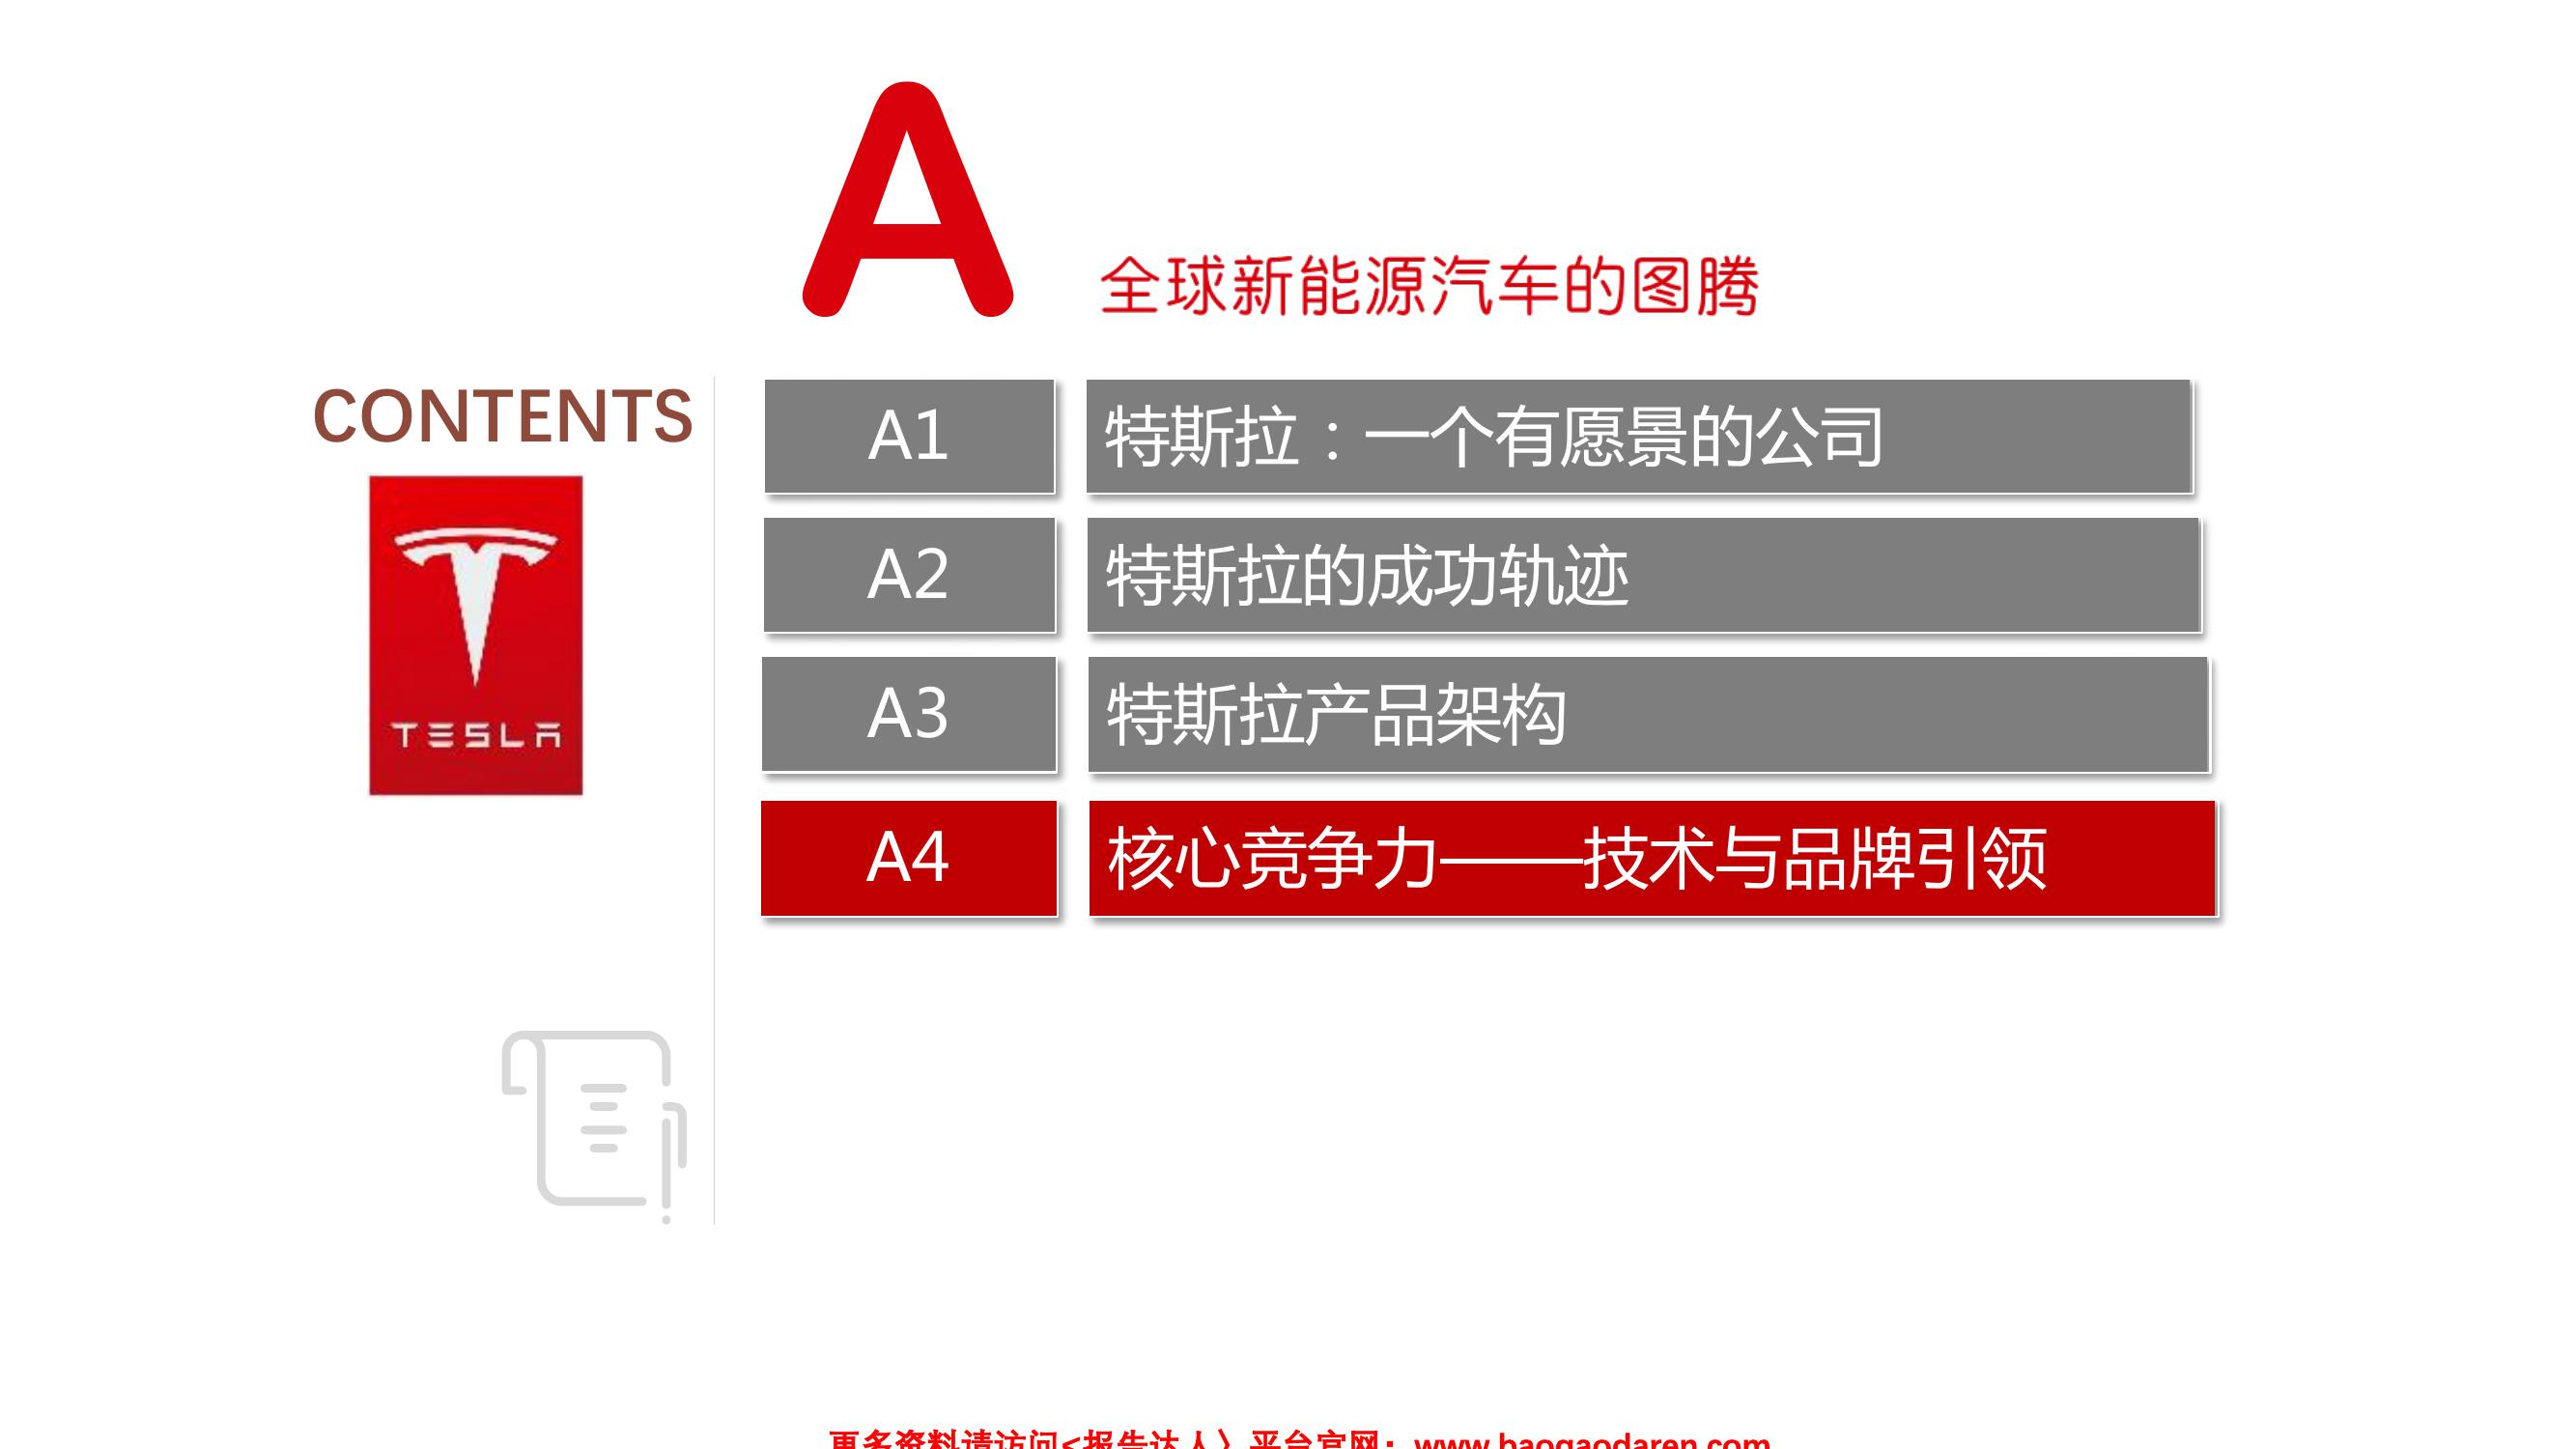 A
全球新能源汽车的图腾
CONTENTS
TESLA
A1 特斯拉：一个有愿景的公司
A2 特斯拉的成功轨迹
A3 特斯拉产品架构
A4 核心竞争力——技术与品牌引领
更多资料请访问<报告达人〉平台官网：www.baogaodaren.com